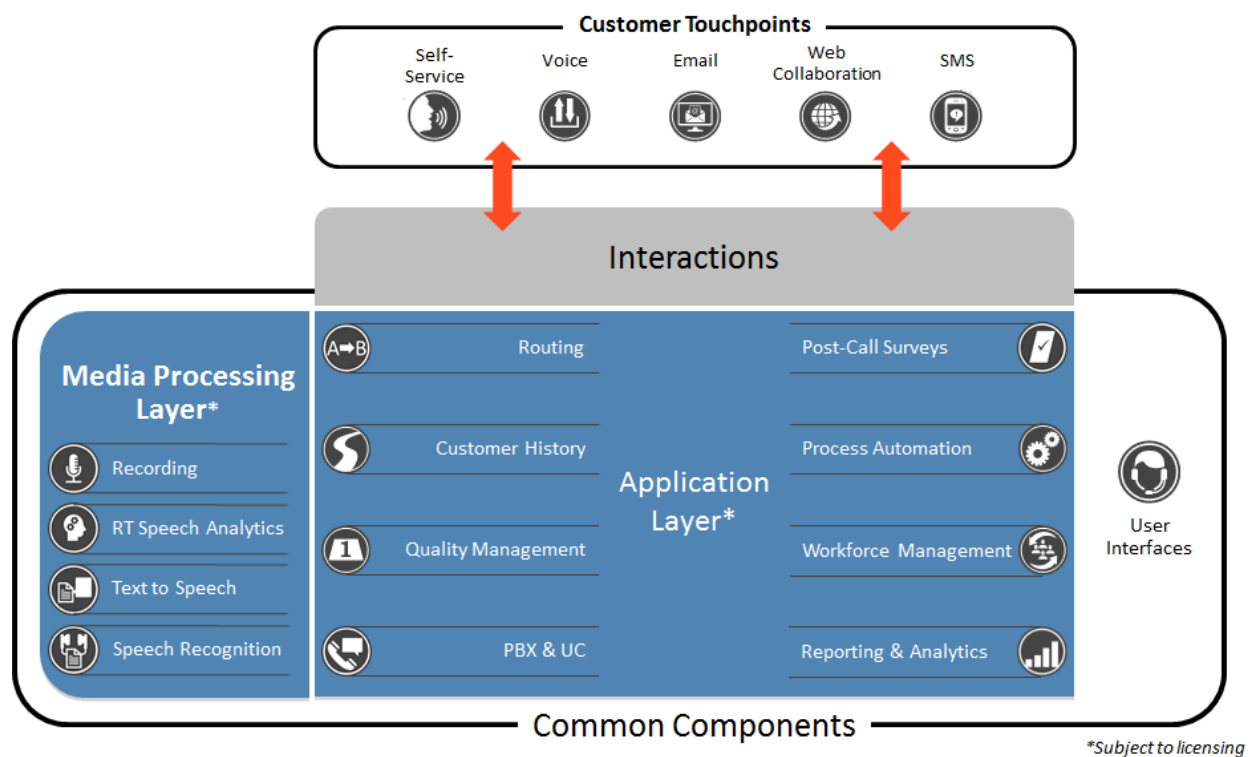 Customer Touchpoints
Self-
Service
Voice
Email
Web
Collaboration
SMS
Interactions
Media Processing
Layer*
Recording
RT Speech Analytics
Text to Speech
Speech Recognition
A➡B
Routing
Customer History
1
Quality Management
PBX & UC
Application
Layer*
Post-Call Surveys
Process Automation
Workforce Management
Reporting & Analytics
User
Interfaces
Common Components
*Subject to licensing